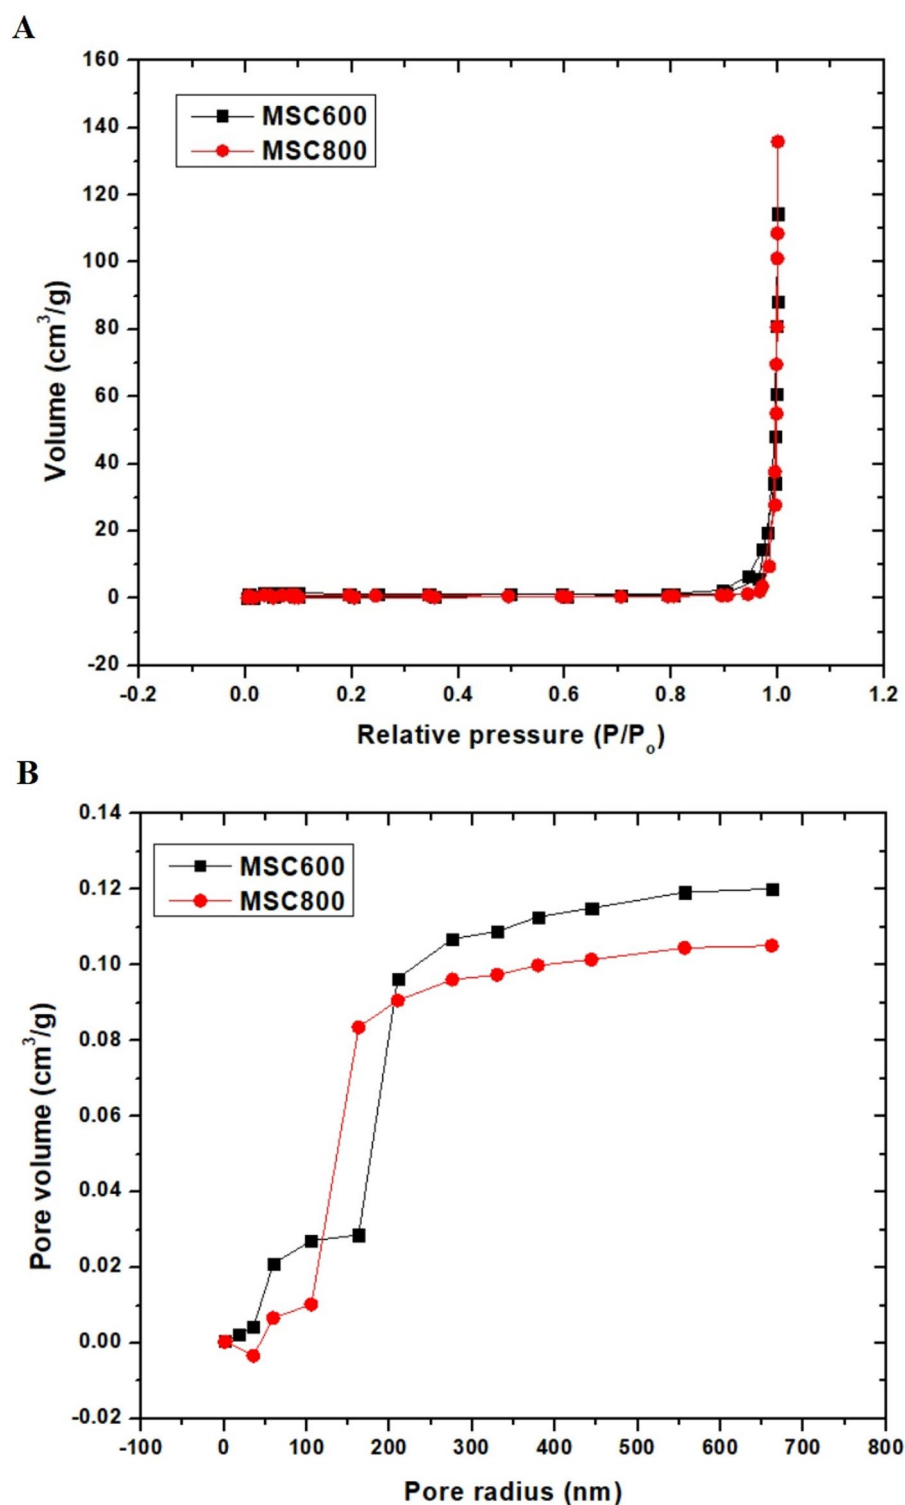 A
160
140
120
100
80
60
40
20
0
-20
MSC600
MSC800
Volume (cm³/g)
-0.2 0.0 0.2 0.4 0.6 0.8 1.0 1.2
Relative pressure (P/Pₒ)
B
0.14
0.12
0.10
0.08
0.06
0.04
0.02
0.00
-0.02
MSC600
MSC800
Pore volume (cm³/g)
-100 0 100 200 300 400 500 600 700 800
Pore radius (nm)